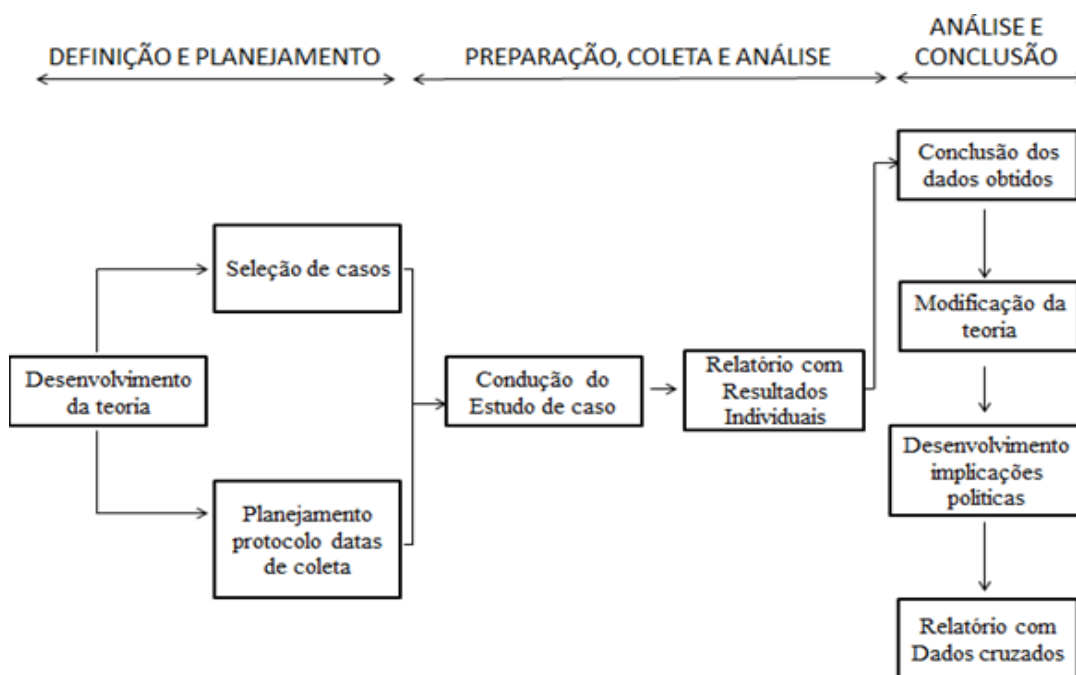 DEFINIÇÃO E PLANEJAMENTO
PREPARAÇÃO, COLETA E ANÁLISE
ANÁLISE E
CONCLUSÃO
Desenvolvimento
da teoria
Seleção de casos
Planejamento
protocolo datas
de coleta
Condução do
Estudo de caso
Relatório com
Resultados
Individuais
Conclusão dos
dados obtidos
Modificação da
teoria
Desenvolvimento
implicações
políticas
Relatório com
Dados cruzados